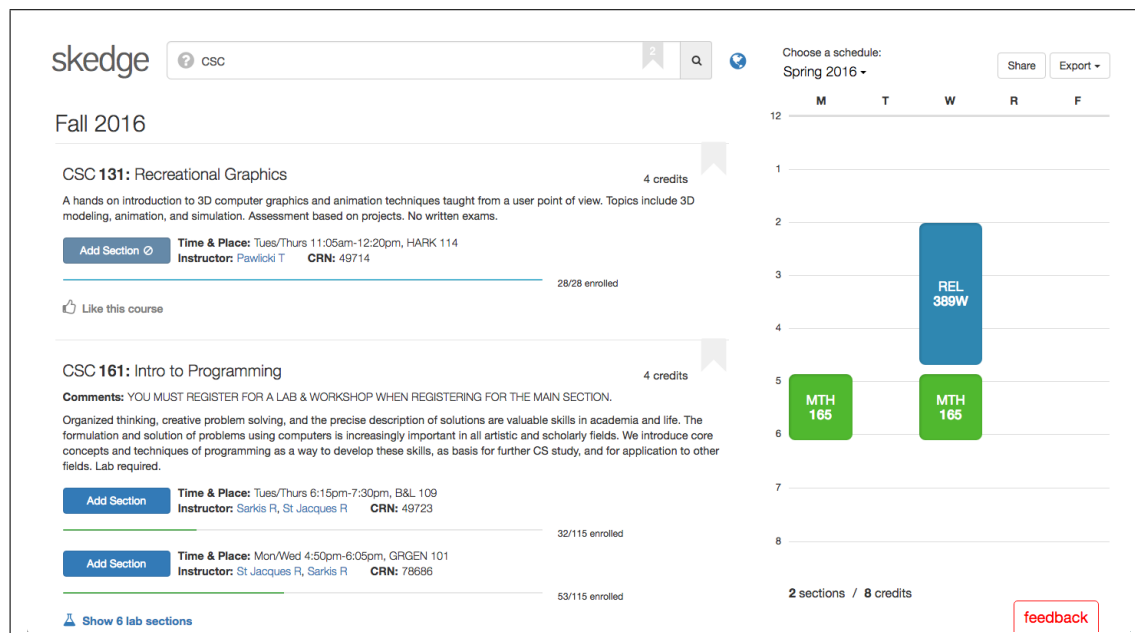 skedge
? CSC
2
Fall 2016
CSC 131: Recreational Graphics
4 credits
A hands on introduction to 3D computer graphics and animation techniques taught from a user point of view. Topics include 3D
modeling, animation, and simulation. Assessment based on projects. No written exams.
Add Section
Time & Place: Tues/Thurs 11:05am-12:20pm, HARK 114
Instructor: Pawlicki T CRN: 49714
28/28 enrolled
Like this course
CSC 161: Intro to Programming
4 credits
Comments: YOU MUST REGISTER FOR A LAB & WORKSHOP WHEN REGISTERING FOR THE MAIN SECTION.
Organized thinking, creative problem solving, and the precise description of solutions are valuable skills in academia and life. The
formulation and solution of problems using computers is increasingly important in all artistic and scholarly fields. We introduce core
concepts and techniques of programming as a way to develop these skills, as basis for further CS study, and for application to other
fields. Lab required.
Add Section
Time & Place: Tues/Thurs 6:15pm-7:30pm, B&L 109
Instructor: Sarkis R, St Jacques R CRN: 49723
32/115 enrolled
Add Section
Time & Place: Mon/Wed 4:50pm-6:05pm, GRGEN 101
Instructor: St Jacques R, Sarkis R CRN: 78686
53/115 enrolled
Show 6 lab sections
Choose a schedule:
Spring 2016
Share
Export
M T W R F
12
1
2
3
REL
389W
4
5
MTH
165
MTH
165
6
7
8
2 sections / 8 credits
feedback